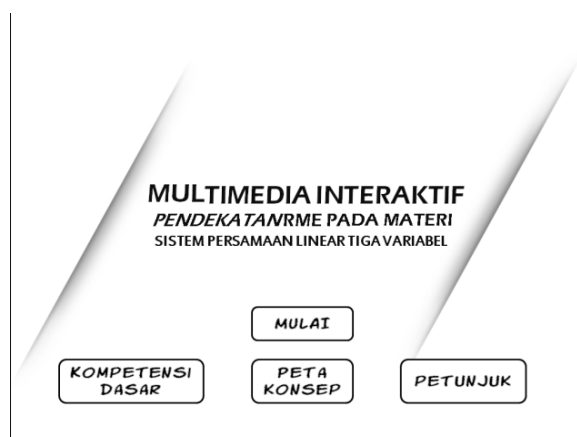 MULTIMEDIA INTERAKTIF
PENDEKATANRME PADA MATERI
SISTEM PERSAMAAN LINEAR TIGA VARIABEL
MULAI
KOMPETENSI
DASAR
PETA
KONSEP
PETUNJUK